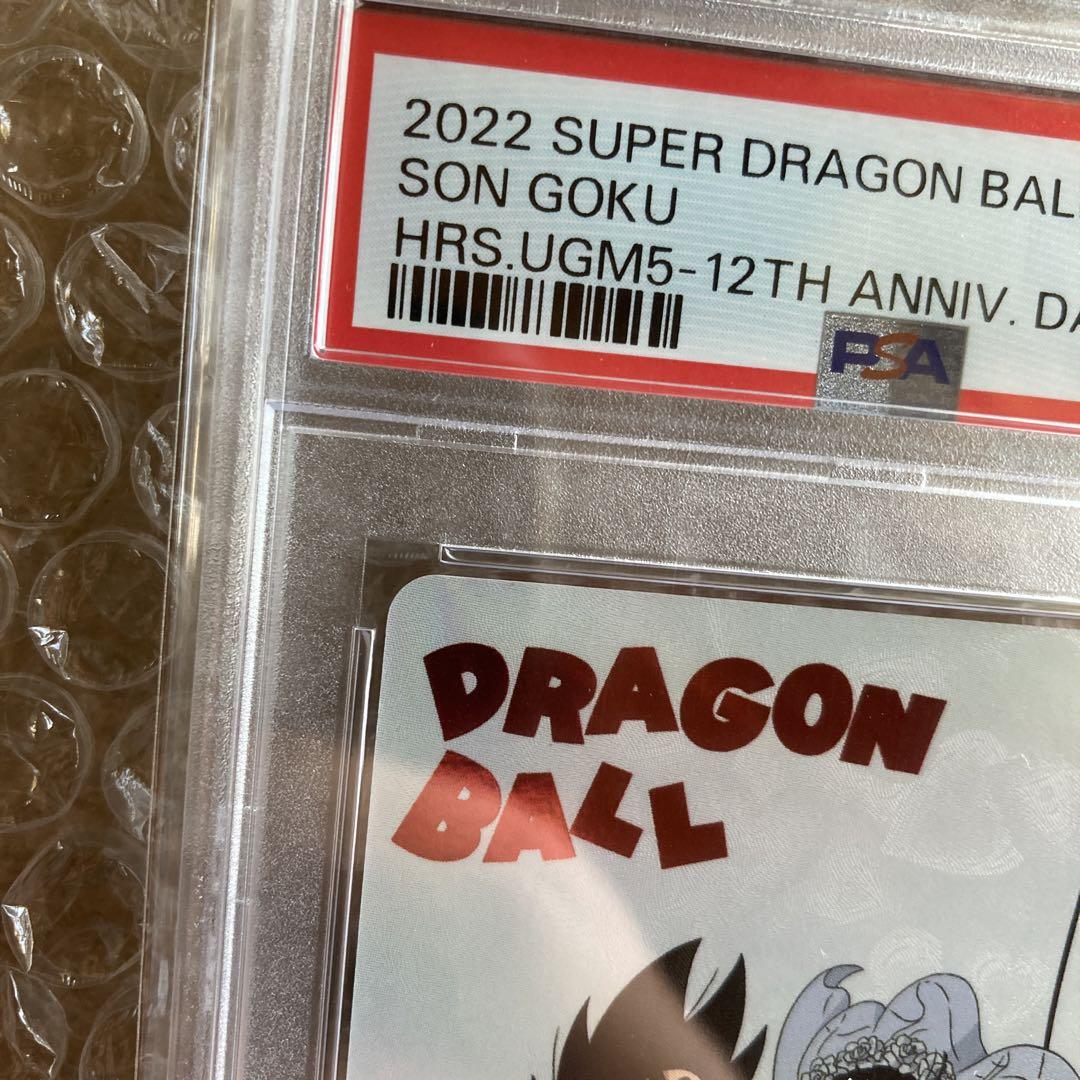 2022 SUPER DRAGON BAL
SON GOKU
HRS.UGM5-12TH ANNIV. DA
PSA
DRAGON
BALL